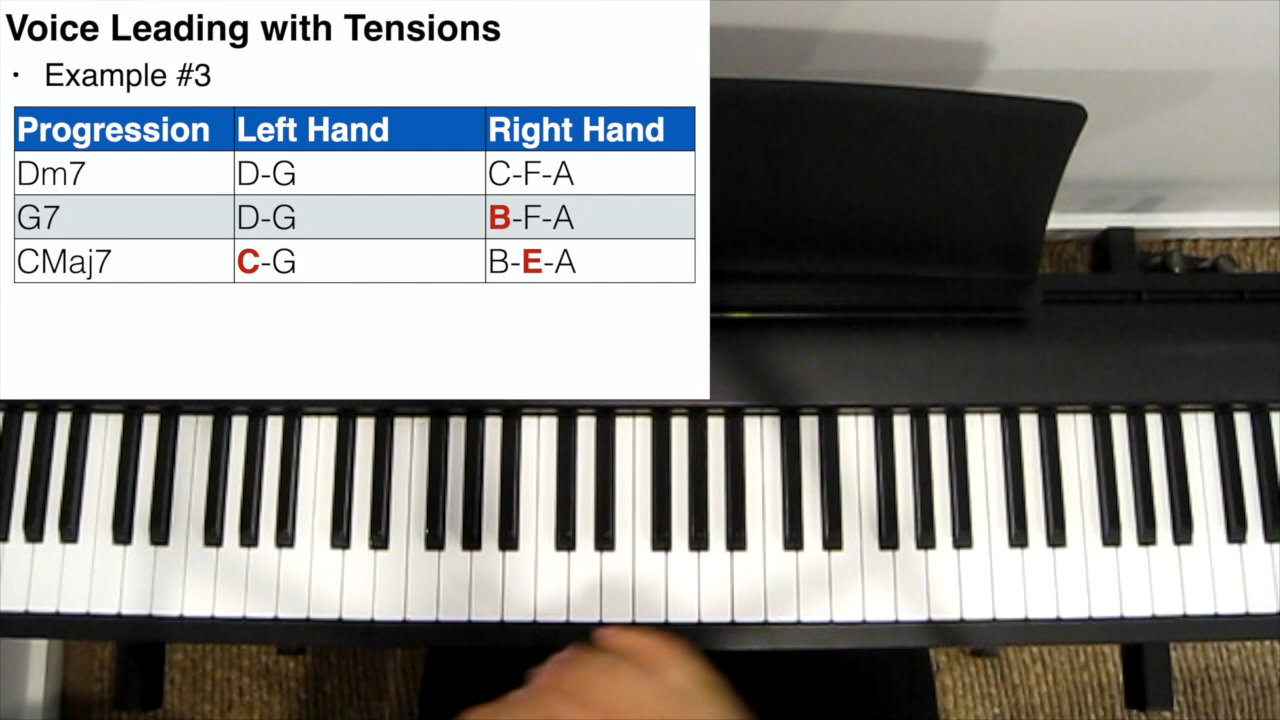 Voice Leading with Tensions
• Example #3
Progression Left Hand Right Hand
Dm7 D-G C-F-A
G7 D-G B-F-A
CMaj7 C-G B-E-A